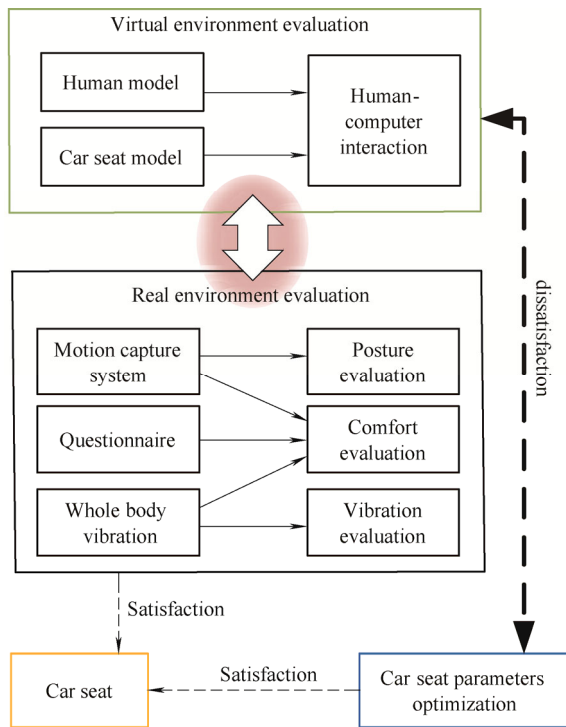 Virtual environment evaluation
Human model
Human-
computer
interaction
Car seat model
dissatisfaction
Real environment evaluation
Motion capture
system
Posture
evaluation
Questionnaire
Comfort
evaluation
Whole body
vibration
Vibration
evaluation
Satisfaction
Car seat
Satisfaction
Car seat parameters
optimization